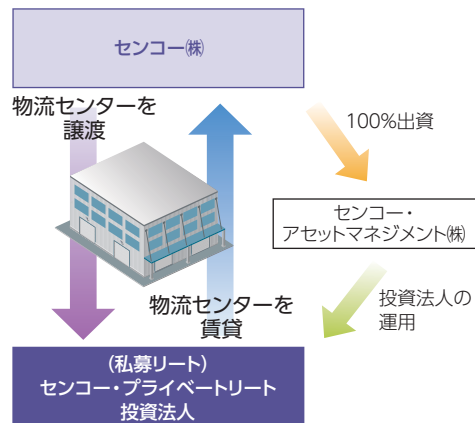 センコー㈱
物流センターを
譲渡
100%出資
センコー・
アセットマネジメント㈱
物流センターを
賃貸
投資法人の
運用
(私募リート)
センコー・プライベートリート
投資法人